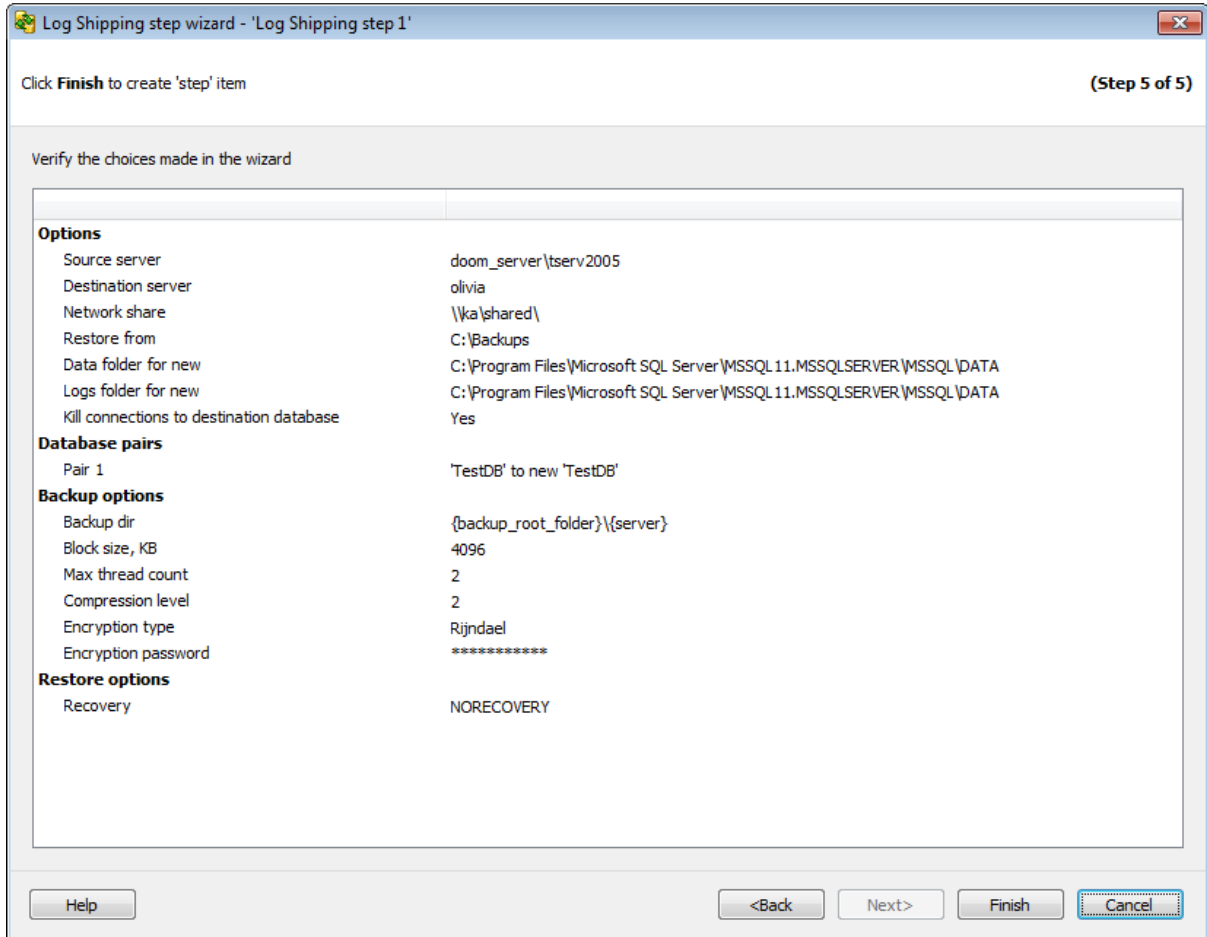 Log Shipping step wizard - 'Log Shipping step 1'
Click Finish to create 'step' item (Step 5 of 5)
Verify the choices made in the wizard
Options
Source server doom_server\tserv2005
Destination server olivia
Network share \\ka\shared\
Restore from C:\Backups
Data folder for new C:\Program Files\Microsoft SQL Server\MSSQL11.MSSQLSERVER\MSSQL\DATA
Logs folder for new C:\Program Files\Microsoft SQL Server\MSSQL11.MSSQLSERVER\MSSQL\DATA
Kill connections to destination database Yes
Database pairs
Pair 1 'TestDB' to new 'TestDB'
Backup options
Backup dir {backup_root_folder}\{server}
Block size, KB 4096
Max thread count 2
Compression level 2
Encryption type Rijndael
Encryption password ***********
Restore options
Recovery NORECOVERY
Help <Back Next> Finish Cancel